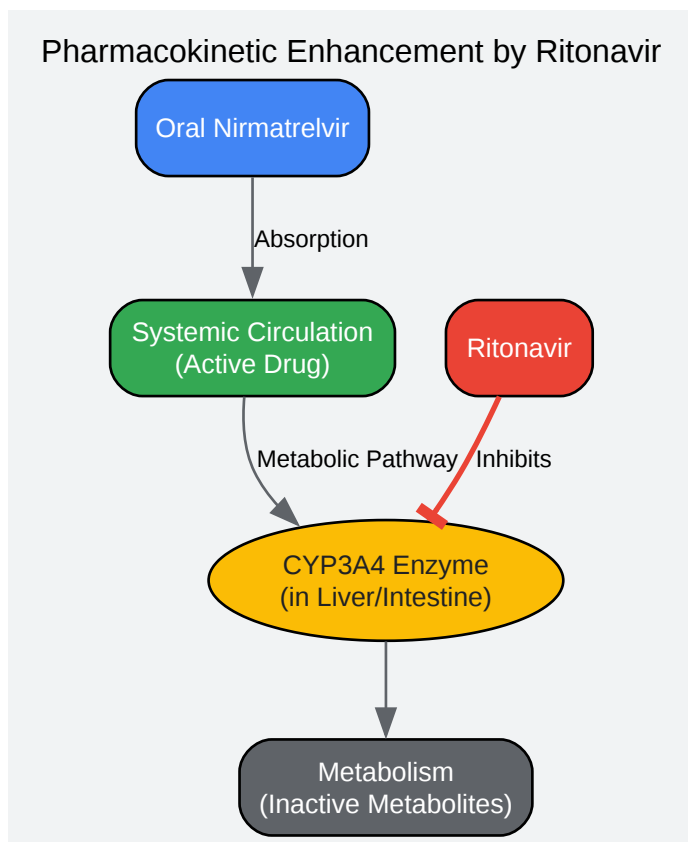 Pharmacokinetic Enhancement by Ritonavir
Oral Nirmatrelvir
Absorption
Systemic Circulation
(Active Drug)
Ritonavir
Metabolic Pathway
Inhibits
CYP3A4 Enzyme
(in Liver/Intestine)
Metabolism
(Inactive Metabolites)